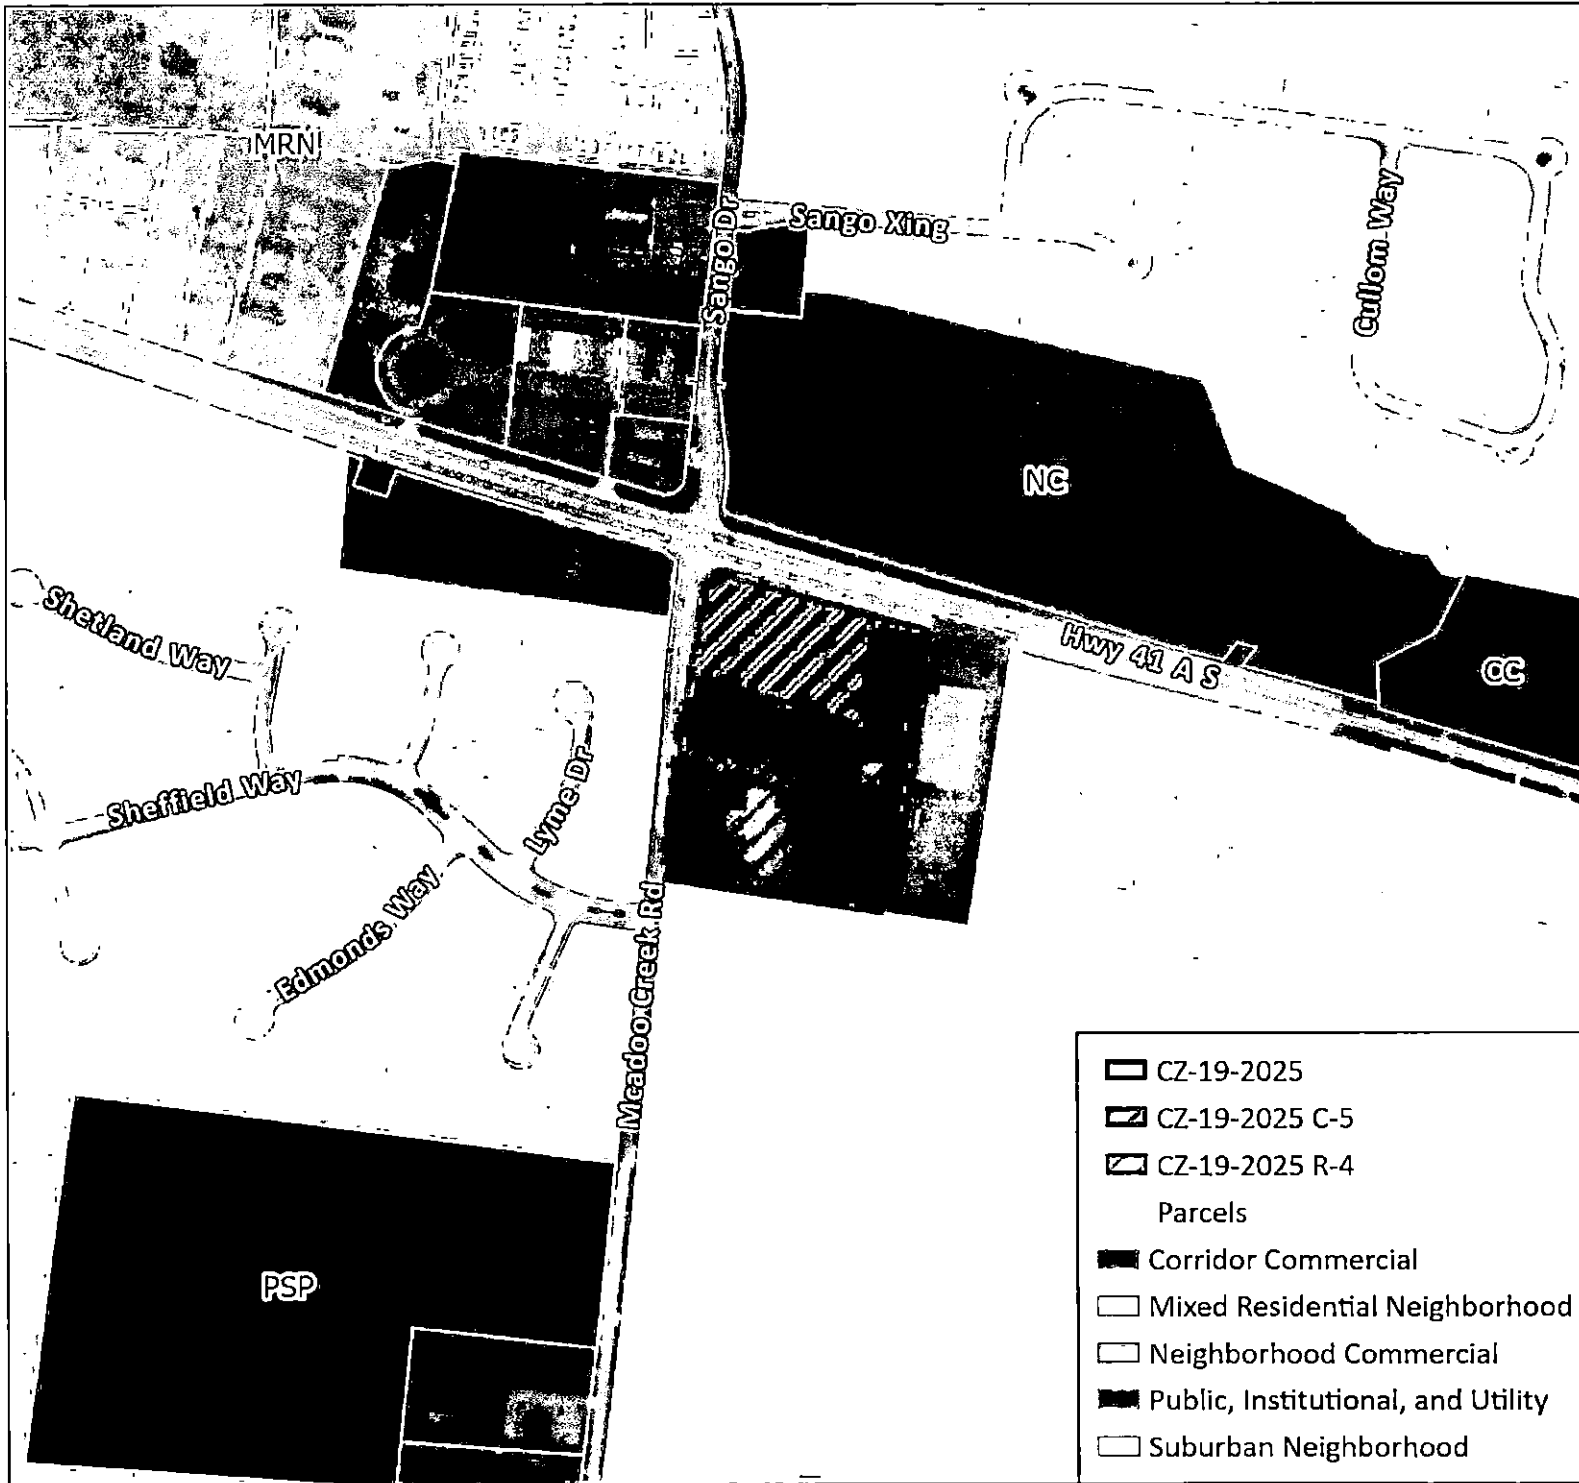 MRN
Sango Dr
Sango Xing
Cullom Way
NC
Shetland Way
Hwy 41 A S
CC
Sheffield Way
Lyme Dr
Edmonds Way
Mcadoo Creek Rd
PSP
CZ-19-2025
CZ-19-2025 C-5
CZ-19-2025 R-4
Parcels
Corridor Commercial
Mixed Residential Neighborhood
Neighborhood Commercial
Public, Institutional, and Utility
Suburban Neighborhood